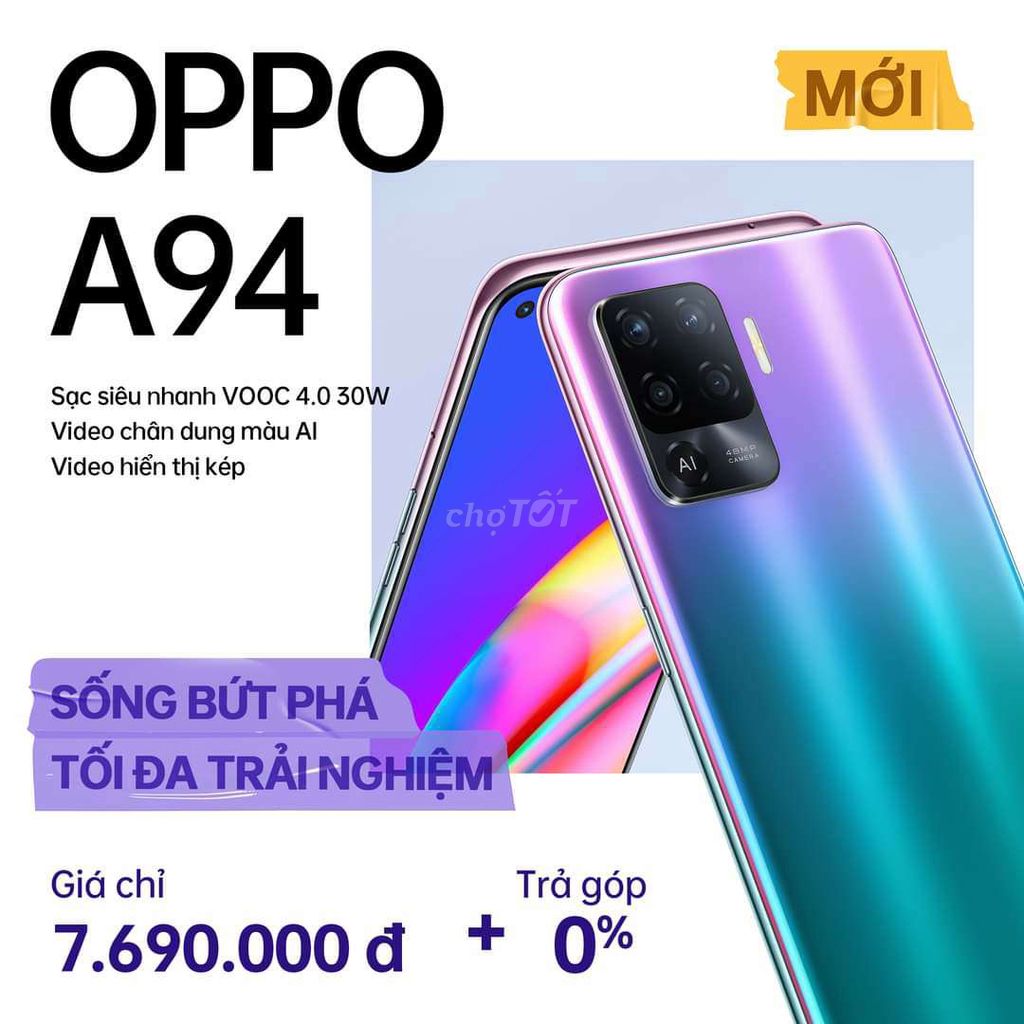 OPPO
A94
MỚI
Sạc siêu nhanh VOOC 4.0 30W
Video chân dung màu AI
Video hiển thị kép
AI
48MP
CAMERA
chợTỐT
SỐNG BỨT PHÁ
TỐI ĐA TRẢI NGHIỆM
Giá chỉ
7.690.000 đ
+
Trả góp
0%